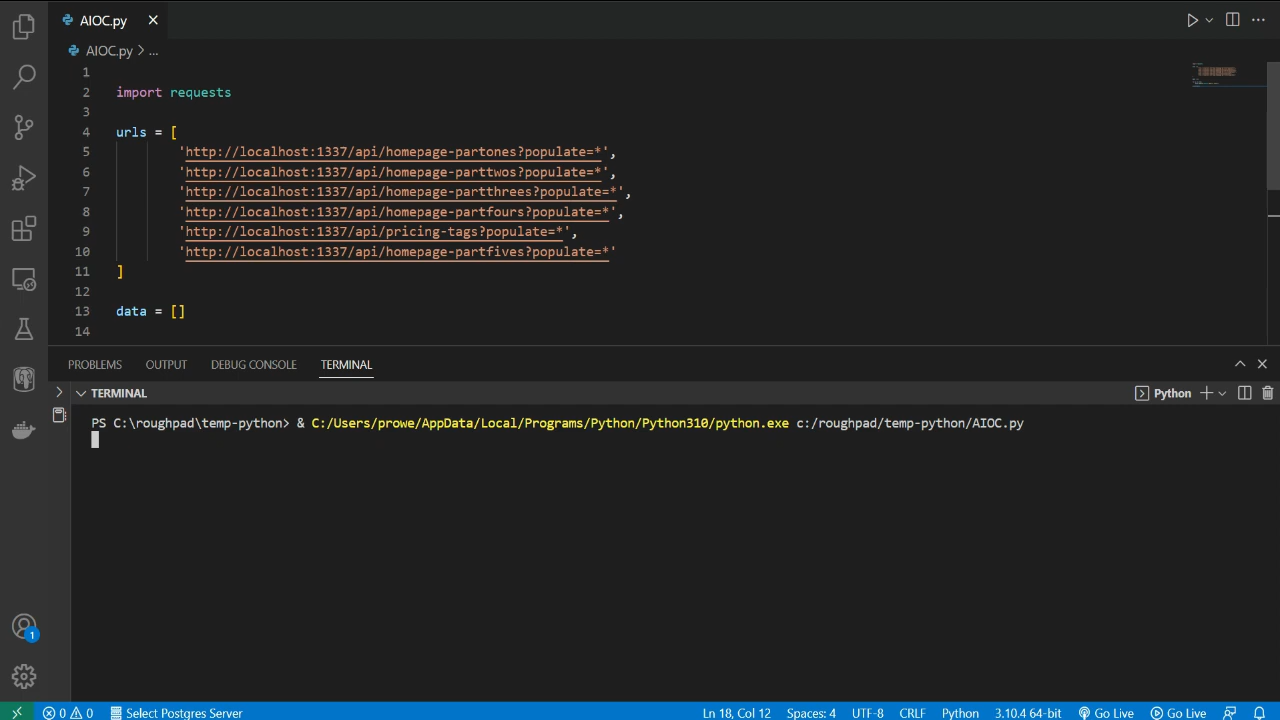 AIOC.py
AIOC.py > ...
1
2 import requests
3
4 urls = [
5 'http://localhost:1337/api/homepage-partones?populate=*',
6 'http://localhost:1337/api/homepage-parttwos?populate=*',
7 'http://localhost:1337/api/homepage-partthrees?populate=*',
8 'http://localhost:1337/api/homepage-partfours?populate=*',
9 'http://localhost:1337/api/pricing-tags?populate=*',
10 'http://localhost:1337/api/homepage-partfives?populate=*'
11 ]
12
13 data = []
14
PROBLEMS OUTPUT DEBUG CONSOLE TERMINAL
TERMINAL Python
PS C:\roughpad\temp-python> & C:/Users/prowe/AppData/Local/Programs/Python/Python310/python.exe c:/roughpad/temp-python/AIOC.py
1
0 0 Select Postgres Server Ln 18, Col 12 Spaces: 4 UTF-8 CRLF Python 3.10.4 64-bit Go Live Go Live